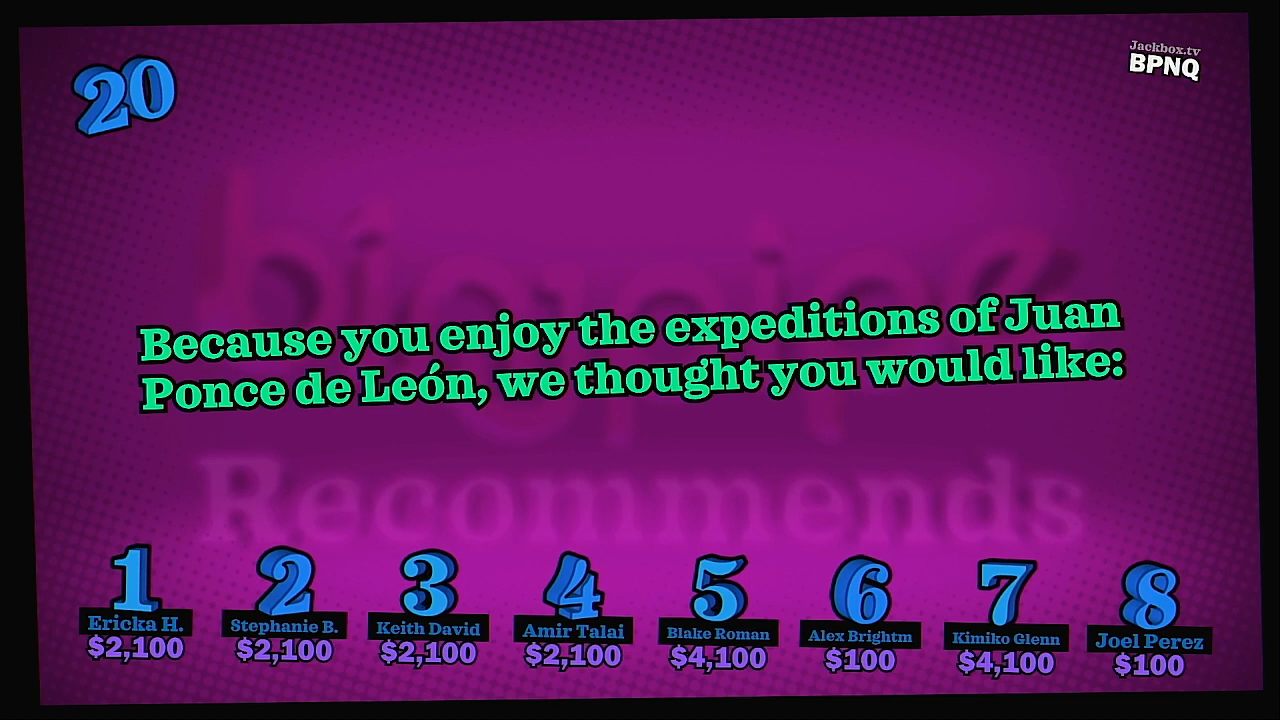 20
Jackbox.tv
BPNQ
Because you enjoy the expeditions of Juan
Ponce de León, we thought you would like:
Recommends
1 2 3 4 5 6 7 8
Ericka H. Stephanie B. Keith David Amir Talai Blake Roman Alex Brightm Kimiko Glenn Joel Perez
$2,100 $2,100 $2,100 $2,100 $4,100 $100 $4,100 $100